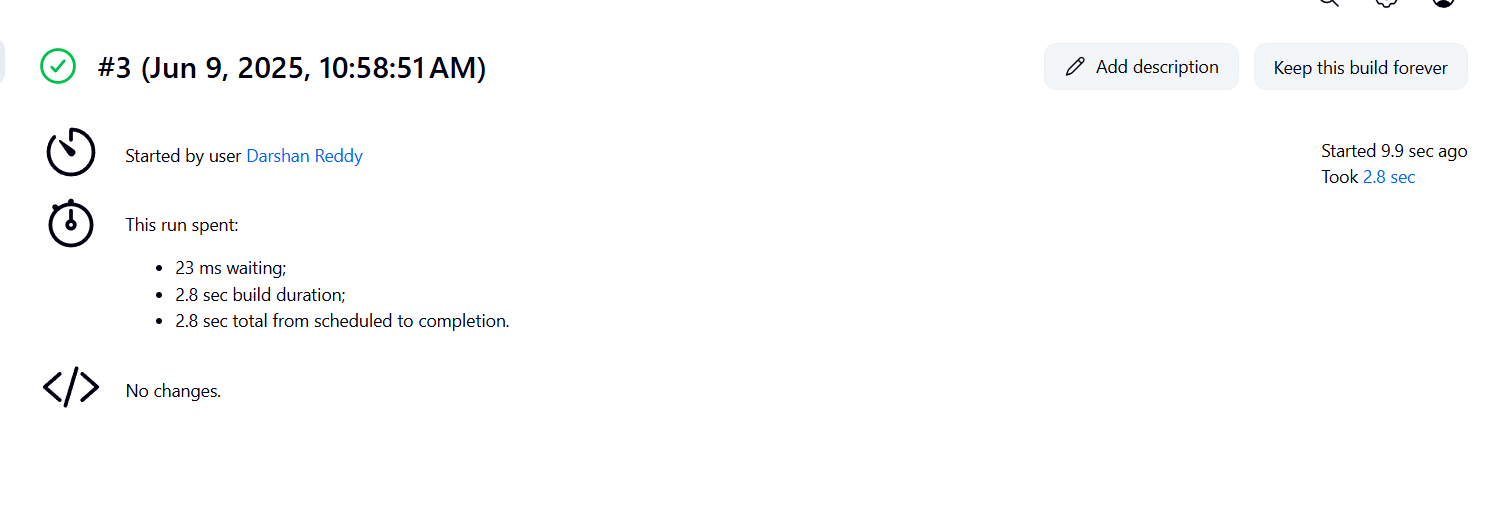 #3 (Jun 9, 2025, 10:58:51 AM)
Add description
Keep this build forever
Started by user Darshan Reddy
Started 9.9 sec ago
Took 2.8 sec
This run spent:
23 ms waiting;
2.8 sec build duration;
2.8 sec total from scheduled to completion.
No changes.